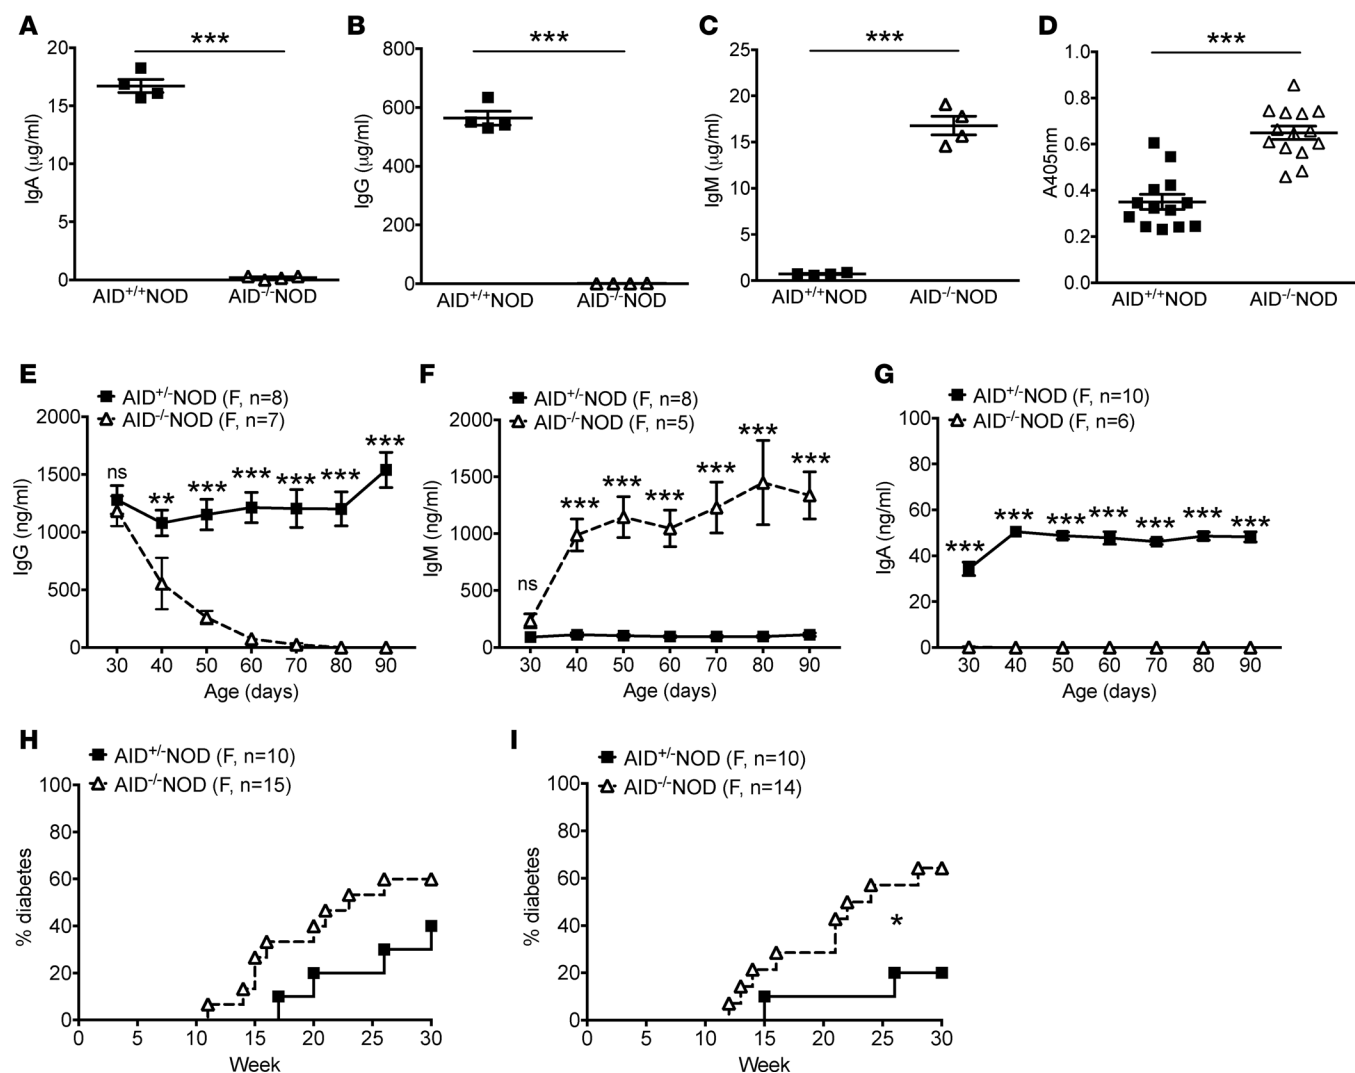 A
***
20
15
10
5
0
IgA (μg/ml)
AID+/+NOD
AID-/-NOD
B
***
800
600
400
200
0
IgG (μg/ml)
AID+/+NOD
AID-/-NOD
C
***
25
20
15
10
5
0
IgM (μg/ml)
AID+/+NOD
AID-/-NOD
D
***
1.0
0.8
0.6
0.4
0.2
0.0
A405nm
AID+/+NOD
AID-/-NOD
E
AID+/-NOD (F, n=8)
AID-/-NOD (F, n=7)
2000
1500
1000
500
0
IgG (ng/ml)
ns ** *** *** *** *** ***
30 40 50 60 70 80 90
Age (days)
F
AID+/-NOD (F, n=8)
AID-/-NOD (F, n=5)
2000
1500
1000
500
0
IgM (ng/ml)
ns *** *** *** *** *** ***
30 40 50 60 70 80 90
Age (days)
G
AID+/-NOD (F, n=10)
AID-/-NOD (F, n=6)
100
80
60
40
20
0
IgA (ng/ml)
*** *** *** *** *** *** ***
30 40 50 60 70 80 90
Age (days)
H
AID+/-NOD (F, n=10)
AID-/-NOD (F, n=15)
100
80
60
40
20
0
% diabetes
0 5 10 15 20 25 30
Week
I
AID+/-NOD (F, n=10)
AID-/-NOD (F, n=14)
100
80
60
40
20
0
% diabetes
*
0 5 10 15 20 25 30
Week